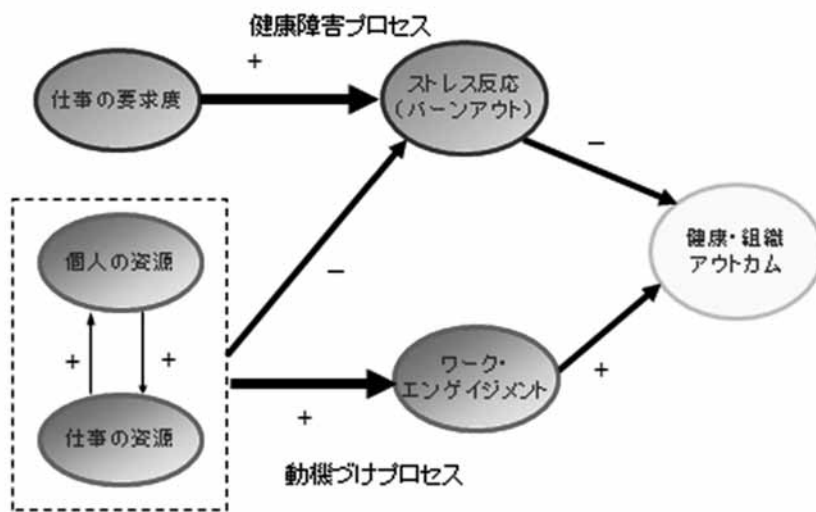 健康障害プロセス
+
仕事の要求度
ストレス反応
(バーンアウト)
−
個人の資源
−
健康・組織
アウトカム
+
+
ワーク・
エンゲイジメント
+
+
仕事の資源
動機づけプロセス